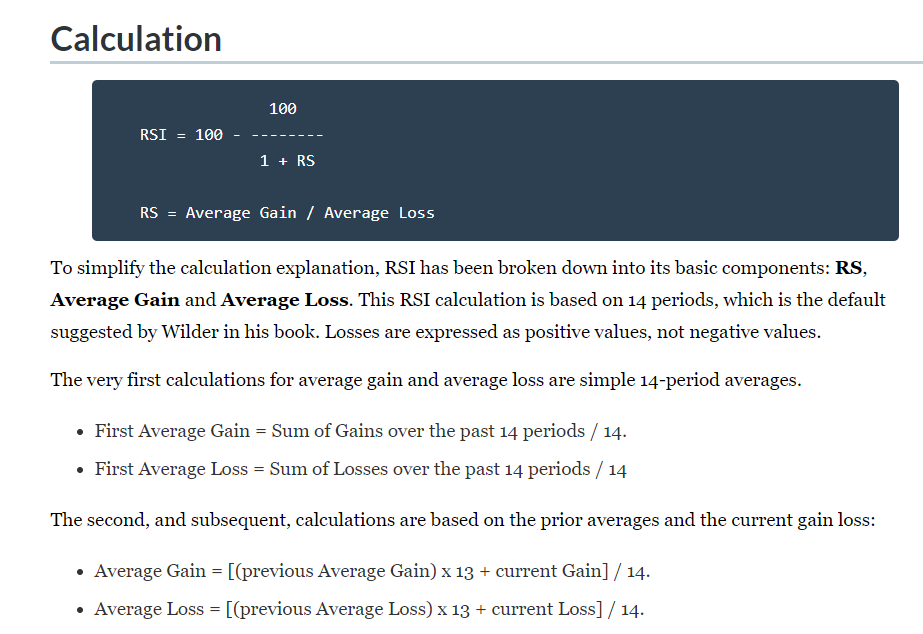 Calculation
100
RSI = 100 - --------
1 + RS
RS = Average Gain / Average Loss
To simplify the calculation explanation, RSI has been broken down into its basic components: RS,
Average Gain and Average Loss. This RSI calculation is based on 14 periods, which is the default
suggested by Wilder in his book. Losses are expressed as positive values, not negative values.
The very first calculations for average gain and average loss are simple 14-period averages.
• First Average Gain = Sum of Gains over the past 14 periods / 14.
• First Average Loss = Sum of Losses over the past 14 periods / 14
The second, and subsequent, calculations are based on the prior averages and the current gain loss:
• Average Gain = [(previous Average Gain) x 13 + current Gain] / 14.
• Average Loss = [(previous Average Loss) x 13 + current Loss] / 14.